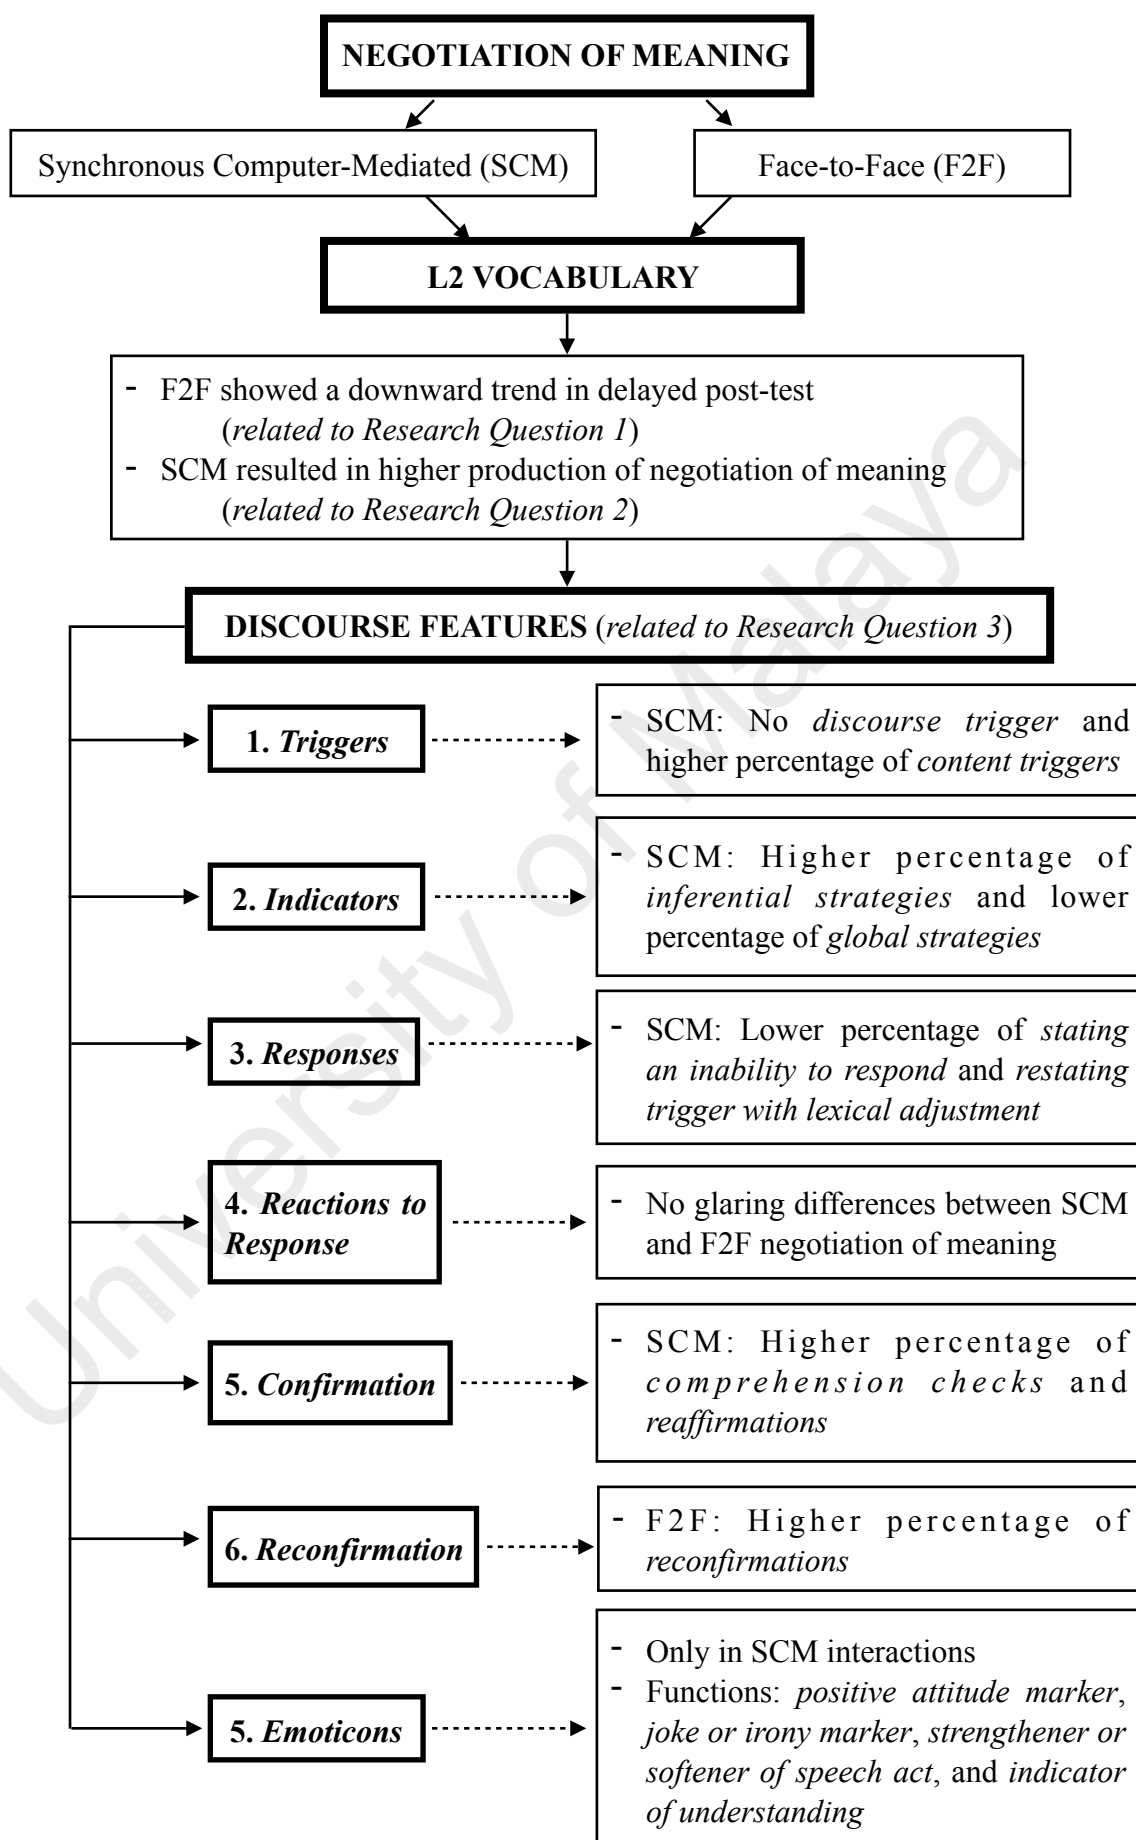 NEGOTIATION OF MEANING
Synchronous Computer-Mediated (SCM)
Face-to-Face (F2F)
L2 VOCABULARY
- F2F showed a downward trend in delayed post-test
(related to Research Question 1)
- SCM resulted in higher production of negotiation of meaning
(related to Research Question 2)
DISCOURSE FEATURES (related to Research Question 3)
1. Triggers
- SCM: No discourse trigger and
higher percentage of content triggers
2. Indicators
- SCM: Higher percentage of
inferential strategies and lower
percentage of global strategies
3. Responses
- SCM: Lower percentage of stating
an inability to respond and restating
trigger with lexical adjustment
4. Reactions to
Response
- No glaring differences between SCM
and F2F negotiation of meaning
5. Confirmation
- SCM: Higher percentage of
comprehension checks and
reaffirmations
6. Reconfirmation
- F2F: Higher percentage of
reconfirmations
5. Emoticons
- Only in SCM interactions
- Functions: positive attitude marker,
joke or irony marker, strengthener or
softener of speech act, and indicator
of understanding
University of Malaya